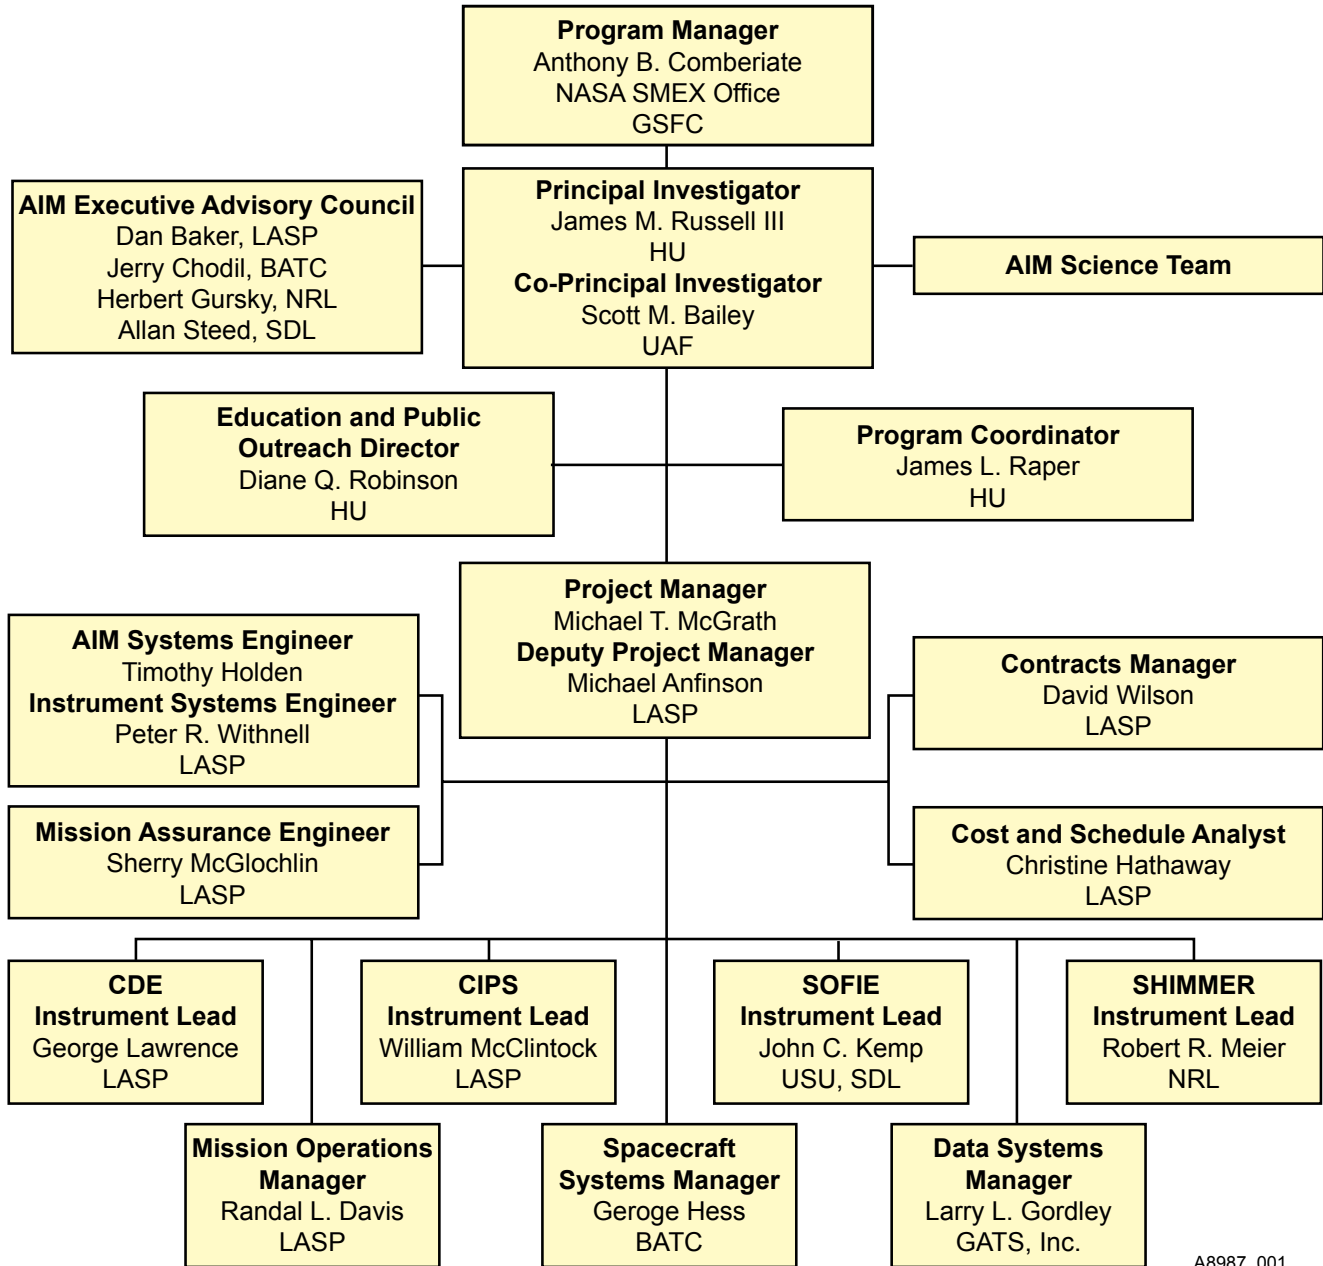 Program Manager
Anthony B. Comberiate
NASA SMEX Office
GSFC
AIM Executive Advisory Council
Dan Baker, LASP
Jerry Chodil, BATC
Herbert Gursky, NRL
Allan Steed, SDL
Principal Investigator
James M. Russell III
HU
Co-Principal Investigator
Scott M. Bailey
UAF
AIM Science Team
Education and Public
Outreach Director
Diane Q. Robinson
HU
Program Coordinator
James L. Raper
HU
Project Manager
Michael T. McGrath
Deputy Project Manager
Michael Anfinson
LASP
AIM Systems Engineer
Timothy Holden
Instrument Systems Engineer
Peter R. Withnell
LASP
Contracts Manager
David Wilson
LASP
Mission Assurance Engineer
Sherry McGlochlin
LASP
Cost and Schedule Analyst
Christine Hathaway
LASP
CDE
Instrument Lead
George Lawrence
LASP
CIPS
Instrument Lead
William McClintock
LASP
SOFIE
Instrument Lead
John C. Kemp
USU, SDL
SHIMMER
Instrument Lead
Robert R. Meier
NRL
Mission Operations
Manager
Randal L. Davis
LASP
Spacecraft
Systems Manager
Geroge Hess
BATC
Data Systems
Manager
Larry L. Gordley
GATS, Inc.
A8987_001